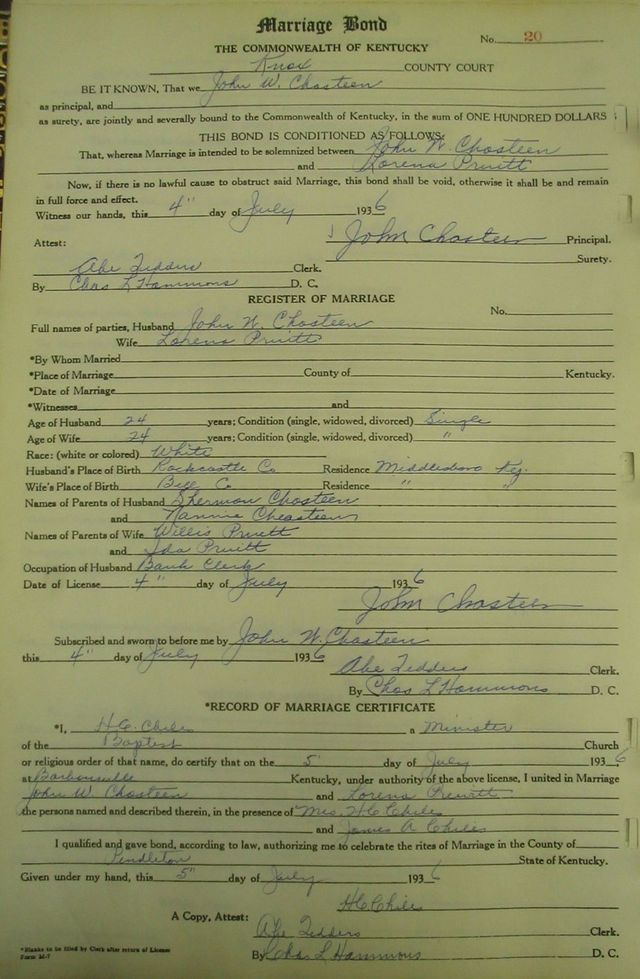 Marriage Bond
No. 20
THE COMMONWEALTH OF KENTUCKY
Knox COUNTY COURT
BE IT KNOWN, That we John W. Chasteen
as principal, and
as surety, are jointly and severally bound to the Commonwealth of Kentucky, in the sum of ONE HUNDRED DOLLARS
THIS BOND IS CONDITIONED AS FOLLOWS:
That, whereas Marriage is intended to be solemnized between John W. Chasteen
and Lorena Pruitt
Now, if there is no lawful cause to obstruct said Marriage, this bond shall be void, otherwise it shall be and remain
in full force and effect.
Witness our hands, this 4" day of July 1936
Attest: John Chasteen Principal.
Surety.
Abe Tedders Clerk.
By Chas L Hammons D. C.
REGISTER OF MARRIAGE
No.
Full names of parties, Husband John W. Chasteen
Wife Lorena Pruitt
*By Whom Married
*Place of Marriage County of Kentucky.
*Date of Marriage
*Witnesses and
Age of Husband 24 years; Condition (single, widowed, divorced) Single
Age of Wife 24 years; Condition (single, widowed, divorced) "
Race: (white or colored) White
Husband's Place of Birth Rockcastle Co Residence Middlesboro Ky.
Wife's Place of Birth Bell Co Residence " "
Names of Parents of Husband Sherman Chasteen
and Nannie Cheasteen
Names of Parents of Wife Willis Pruitt
and Ida Pruitt
Occupation of Husband Bank Clerk
Date of License 4" day of July 1936
John Chasteen
Subscribed and sworn to before me by John W. Chasteen
this 4" day of July 1936
Abe Tedders Clerk.
By Chas L Hammons D. C.
*RECORD OF MARRIAGE CERTIFICATE
*I, H.C. Chiles a Minister
of the Baptist Church
or religious order of that name, do certify that on the 5 day of July 1936
at Barbourville Kentucky, under authority of the above license, I united in Marriage
John W. Chasteen and Lorena Pruitt
the persons named and described therein, in the presence of Mrs. H C Chiles
and James A Chiles
I qualified and gave bond, according to law, authorizing me to celebrate the rites of Marriage in the County of
Pendleton State of Kentucky.
Given under my hand, this 5" day of July 1936
H C Chiles
A Copy, Attest:
Abe Tedders Clerk.
*Blanks to be filled by Clerk after return of License
Form M-7 By Chas L Hammons D. C.